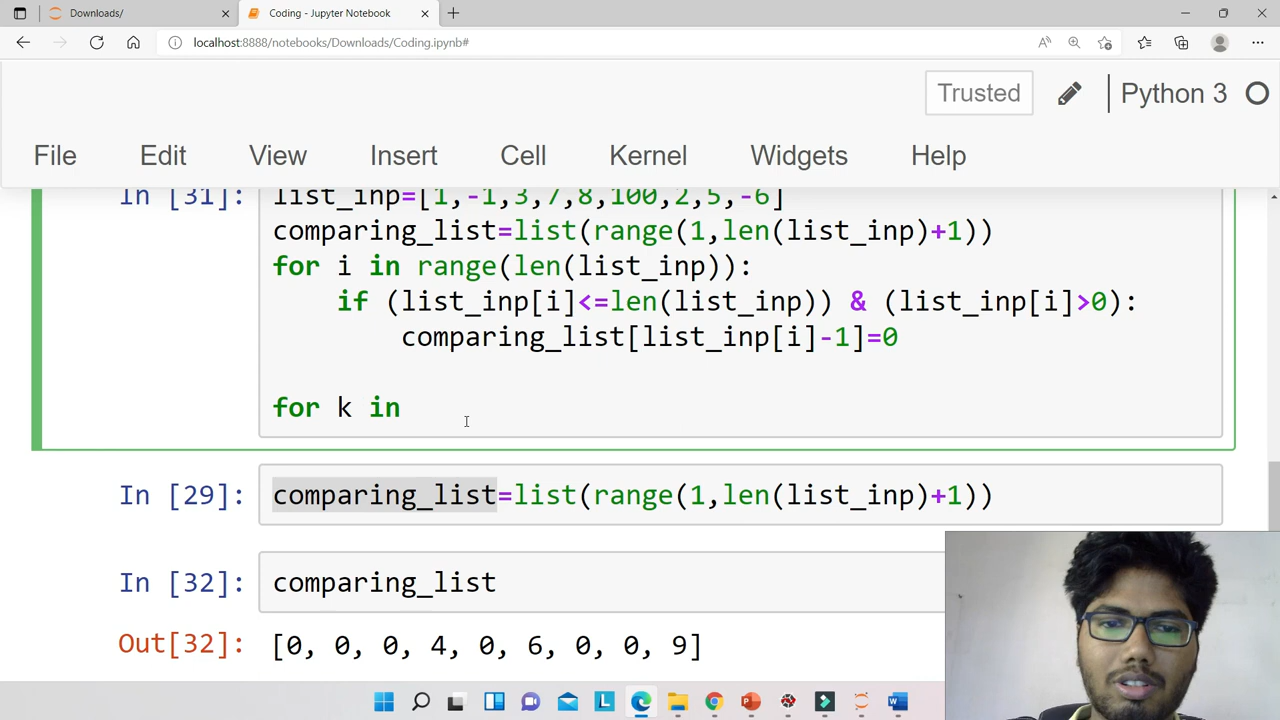 Downloads/
Coding - Jupyter Notebook
localhost:8888/notebooks/Downloads/Coding.ipynb#
Trusted
Python 3
File Edit View Insert Cell Kernel Widgets Help
In [31]: list_inp=[1,-1,3,7,8,100,2,5,-6]
comparing_list=list(range(1,len(list_inp)+1))
for i in range(len(list_inp)):
if (list_inp[i]<=len(list_inp)) & (list_inp[i]>0):
comparing_list[list_inp[i]-1]=0
for k in
In [29]: comparing_list=list(range(1,len(list_inp)+1))
In [32]: comparing_list
Out[32]: [0, 0, 0, 4, 0, 6, 0, 0, 9]